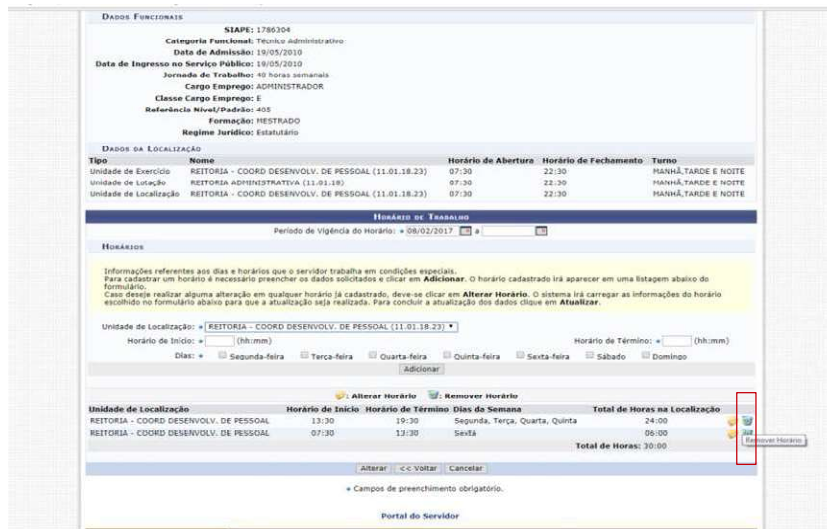 DADOS FUNCIONAIS
SIAPE: 1786304
Categoria Funcional: Técnico Administrativo
Data de Admissão: 19/05/2010
Data de Ingresso no Serviço Público: 19/05/2010
Jornada de Trabalho: 40 horas semanais
Cargo Emprego: ADMINISTRADOR
Classe Cargo Emprego: E
Referência Nível/Padrão: 405
Formação: MESTRADO
Regime Jurídico: Estatutário
DADOS DA LOCALIZAÇÃO
Tipo Nome Horário de Abertura Horário de Fechamento Turno
Unidade de Exercício REITORIA - COORD DESENVOLV. DE PESSOAL (11.01.18.23) 07:30 22:30 MANHÃ,TARDE E NOITE
Unidade de Lotação REITORIA ADMINISTRATIVA (11.01.18) 07:30 22:30 MANHÃ,TARDE E NOITE
Unidade de Localização REITORIA - COORD DESENVOLV. DE PESSOAL (11.01.18.23) 07:30 22:30 MANHÃ,TARDE E NOITE
HORÁRIO DE TRABALHO
Período de Vigência do Horário: 08/02/2017 a
HORÁRIOS
Informações referentes aos dias e horários que o servidor trabalha em condições especiais.
Para cadastrar um horário é necessário preencher os dados solicitados e clicar em Adicionar. O horário cadastrado irá aparecer em uma listagem abaixo do
formulário.
Caso deseje realizar alguma alteração em qualquer horário já cadastrado, deve-se clicar em Alterar Horário. O sistema irá carregar as informações do horário
escolhido no formulário abaixo para que a atualização seja realizada. Para concluir a atualização dos dados clique em Atualizar.
Unidade de Localização: REITORIA - COORD DESENVOLV. DE PESSOAL (11.01.18.23)
Horário de Início: (hh:mm) Horário de Término: (hh:mm)
Dias: Segunda-feira Terça-feira Quarta-feira Quinta-feira Sexta-feira Sábado Domingo
Adicionar
: Alterar Horário : Remover Horário
Unidade de Localização Horário de Início Horário de Término Dias da Semana Total de Horas na Localização
REITORIA - COORD DESENVOLV. DE PESSOAL 13:30 19:30 Segunda, Terça, Quarta, Quinta 24:00
REITORIA - COORD DESENVOLV. DE PESSOAL 07:30 13:30 Sexta 06:00
Remover Horário
Total de Horas: 30:00
Alterar << Voltar Cancelar
Campos de preenchimento obrigatório.
Portal do Servidor